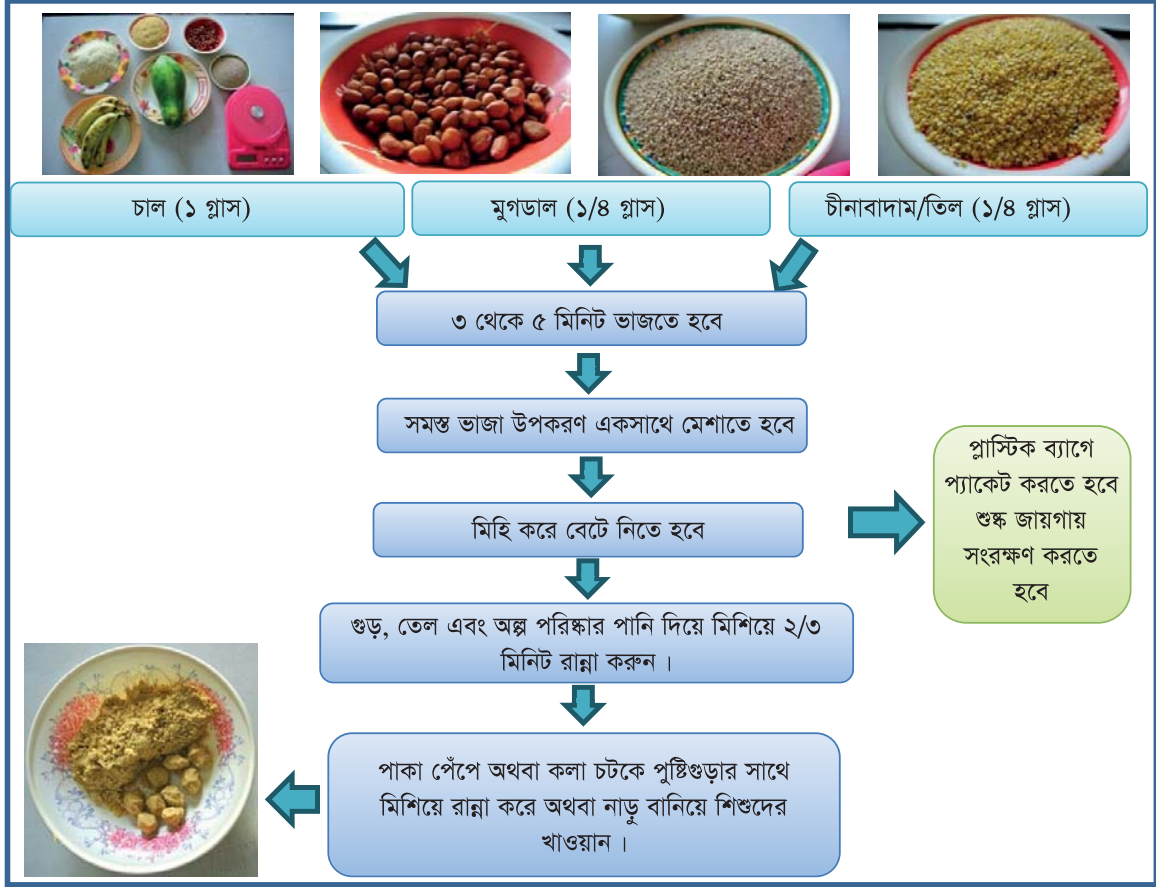 চাল (১ গ্লাস)
মুগডাল (১/৪ গ্লাস)
চীনাবাদাম/তিল (১/৪ গ্লাস)
৩ থেকে ৫ মিনিট ভাজতে হবে
সমস্ত ভাজা উপকরণ একসাথে মেশাতে হবে
মিহি করে বেটে নিতে হবে
প্লাস্টিক ব্যাগে
প্যাকেট করতে হবে
শুষ্ক জায়গায়
সংরক্ষণ করতে
হবে
গুড়, তেল এবং অল্প পরিষ্কার পানি দিয়ে মিশিয়ে ২/৩
মিনিট রান্না করুন ।
পাকা পেঁপে অথবা কলা চটকে পুষ্টিগুড়ার সাথে
মিশিয়ে রান্না করে অথবা নাড়ু বানিয়ে শিশুদের
খাওয়ান ।